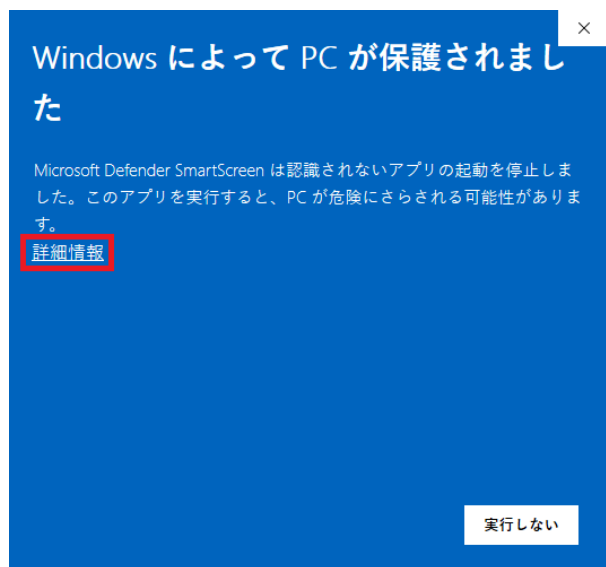 Windows によって PC が保護されまし
た
Microsoft Defender SmartScreen は認識されないアプリの起動を停止しま
した。このアプリを実行すると、PC が危険にさらされる可能性がありま
す。
詳細情報
実行しない